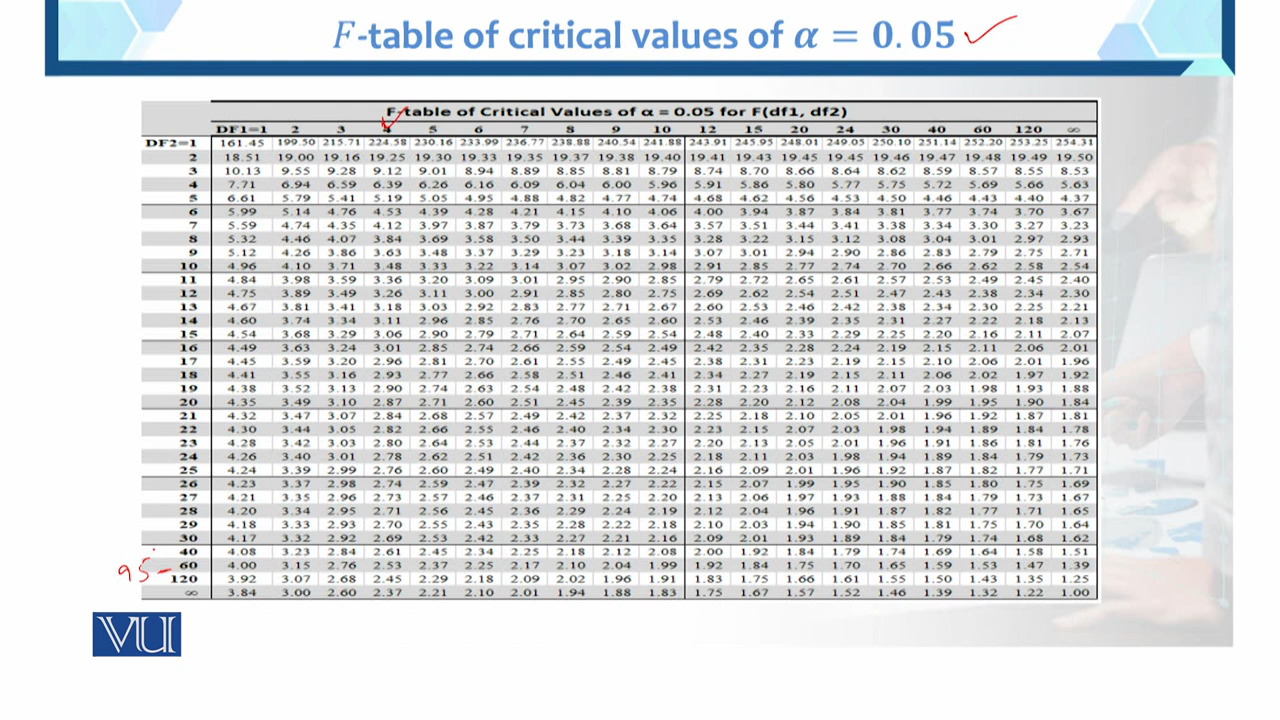 F-table of critical values of α = 0.05
F-table of Critical Values of α = 0.05 for F(df1, df2)
DF1=1 2 3 4 5 6 7 8 9 10 12 15 20 24 30 40 60 120 ∞
DF2=1 161.45 199.50 215.71 224.58 230.16 233.99 236.77 238.88 240.54 241.88 243.91 245.95 248.01 249.05 250.10 251.14 252.20 253.25 254.31
2 18.51 19.00 19.16 19.25 19.30 19.33 19.35 19.37 19.38 19.40 19.41 19.43 19.45 19.45 19.46 19.47 19.48 19.49 19.50
3 10.13 9.55 9.28 9.12 9.01 8.94 8.89 8.85 8.81 8.79 8.74 8.70 8.66 8.64 8.62 8.59 8.57 8.55 8.53
4 7.71 6.94 6.59 6.39 6.26 6.16 6.09 6.04 6.00 5.96 5.91 5.86 5.80 5.77 5.75 5.72 5.69 5.66 5.63
5 6.61 5.79 5.41 5.19 5.05 4.95 4.88 4.82 4.77 4.74 4.68 4.62 4.56 4.53 4.50 4.46 4.43 4.40 4.37
6 5.99 5.14 4.76 4.53 4.39 4.28 4.21 4.15 4.10 4.06 4.00 3.94 3.87 3.84 3.81 3.77 3.74 3.70 3.67
7 5.59 4.74 4.35 4.12 3.97 3.87 3.79 3.73 3.68 3.64 3.57 3.51 3.44 3.41 3.38 3.34 3.30 3.27 3.23
8 5.32 4.46 4.07 3.84 3.69 3.58 3.50 3.44 3.39 3.35 3.28 3.22 3.15 3.12 3.08 3.04 3.01 2.97 2.93
9 5.12 4.26 3.86 3.63 3.48 3.37 3.29 3.23 3.18 3.14 3.07 3.01 2.94 2.90 2.86 2.83 2.79 2.75 2.71
10 4.96 4.10 3.71 3.48 3.33 3.22 3.14 3.07 3.02 2.98 2.91 2.85 2.77 2.74 2.70 2.66 2.62 2.58 2.54
11 4.84 3.98 3.59 3.36 3.20 3.09 3.01 2.95 2.90 2.85 2.79 2.72 2.65 2.61 2.57 2.53 2.49 2.45 2.40
12 4.75 3.89 3.49 3.26 3.11 3.00 2.91 2.85 2.80 2.75 2.69 2.62 2.54 2.51 2.47 2.43 2.38 2.34 2.30
13 4.67 3.81 3.41 3.18 3.03 2.92 2.83 2.77 2.71 2.67 2.60 2.53 2.46 2.42 2.38 2.34 2.30 2.25 2.21
14 4.60 3.74 3.34 3.11 2.96 2.85 2.76 2.70 2.65 2.60 2.53 2.46 2.39 2.35 2.31 2.27 2.22 2.18 2.13
15 4.54 3.68 3.29 3.06 2.90 2.79 2.71 2.64 2.59 2.54 2.48 2.40 2.33 2.29 2.25 2.20 2.16 2.11 2.07
16 4.49 3.63 3.24 3.01 2.85 2.74 2.66 2.59 2.54 2.49 2.42 2.35 2.28 2.24 2.19 2.15 2.11 2.06 2.01
17 4.45 3.59 3.20 2.96 2.81 2.70 2.61 2.55 2.49 2.45 2.38 2.31 2.23 2.19 2.15 2.10 2.06 2.01 1.96
18 4.41 3.55 3.16 2.93 2.77 2.66 2.58 2.51 2.46 2.41 2.34 2.27 2.19 2.15 2.11 2.06 2.02 1.97 1.92
19 4.38 3.52 3.13 2.90 2.74 2.63 2.54 2.48 2.42 2.38 2.31 2.23 2.16 2.11 2.07 2.03 1.98 1.93 1.88
20 4.35 3.49 3.10 2.87 2.71 2.60 2.51 2.45 2.39 2.35 2.28 2.20 2.12 2.08 2.04 1.99 1.95 1.90 1.84
21 4.32 3.47 3.07 2.84 2.68 2.57 2.49 2.42 2.37 2.32 2.25 2.18 2.10 2.05 2.01 1.96 1.92 1.87 1.81
22 4.30 3.44 3.05 2.82 2.66 2.55 2.46 2.40 2.34 2.30 2.23 2.15 2.07 2.03 1.98 1.94 1.89 1.84 1.78
23 4.28 3.42 3.03 2.80 2.64 2.53 2.44 2.37 2.32 2.27 2.20 2.13 2.05 2.01 1.96 1.91 1.86 1.81 1.76
24 4.26 3.40 3.01 2.78 2.62 2.51 2.42 2.36 2.30 2.25 2.18 2.11 2.03 1.98 1.94 1.89 1.84 1.79 1.73
25 4.24 3.39 2.99 2.76 2.60 2.49 2.40 2.34 2.28 2.24 2.16 2.09 2.01 1.96 1.92 1.87 1.82 1.77 1.71
26 4.23 3.37 2.98 2.74 2.59 2.47 2.39 2.32 2.27 2.22 2.15 2.07 1.99 1.95 1.90 1.85 1.80 1.75 1.69
27 4.21 3.35 2.96 2.73 2.57 2.46 2.37 2.31 2.25 2.20 2.13 2.06 1.97 1.93 1.88 1.84 1.79 1.73 1.67
28 4.20 3.34 2.95 2.71 2.56 2.45 2.36 2.29 2.24 2.19 2.12 2.04 1.96 1.91 1.87 1.82 1.77 1.71 1.65
29 4.18 3.33 2.93 2.70 2.55 2.43 2.35 2.28 2.22 2.18 2.10 2.03 1.94 1.90 1.85 1.81 1.75 1.70 1.64
30 4.17 3.32 2.92 2.69 2.53 2.42 2.33 2.27 2.21 2.16 2.09 2.01 1.93 1.89 1.84 1.79 1.74 1.68 1.62
40 4.08 3.23 2.84 2.61 2.45 2.34 2.25 2.18 2.12 2.08 2.00 1.92 1.84 1.79 1.74 1.69 1.64 1.58 1.51
60 4.00 3.15 2.76 2.53 2.37 2.25 2.17 2.10 2.04 1.99 1.92 1.84 1.75 1.70 1.65 1.59 1.53 1.47 1.39
95
120 3.92 3.07 2.68 2.45 2.29 2.18 2.09 2.02 1.96 1.91 1.83 1.75 1.66 1.61 1.55 1.50 1.43 1.35 1.25
∞ 3.84 3.00 2.60 2.37 2.21 2.10 2.01 1.94 1.88 1.83 1.75 1.67 1.57 1.52 1.46 1.39 1.32 1.22 1.00
VU